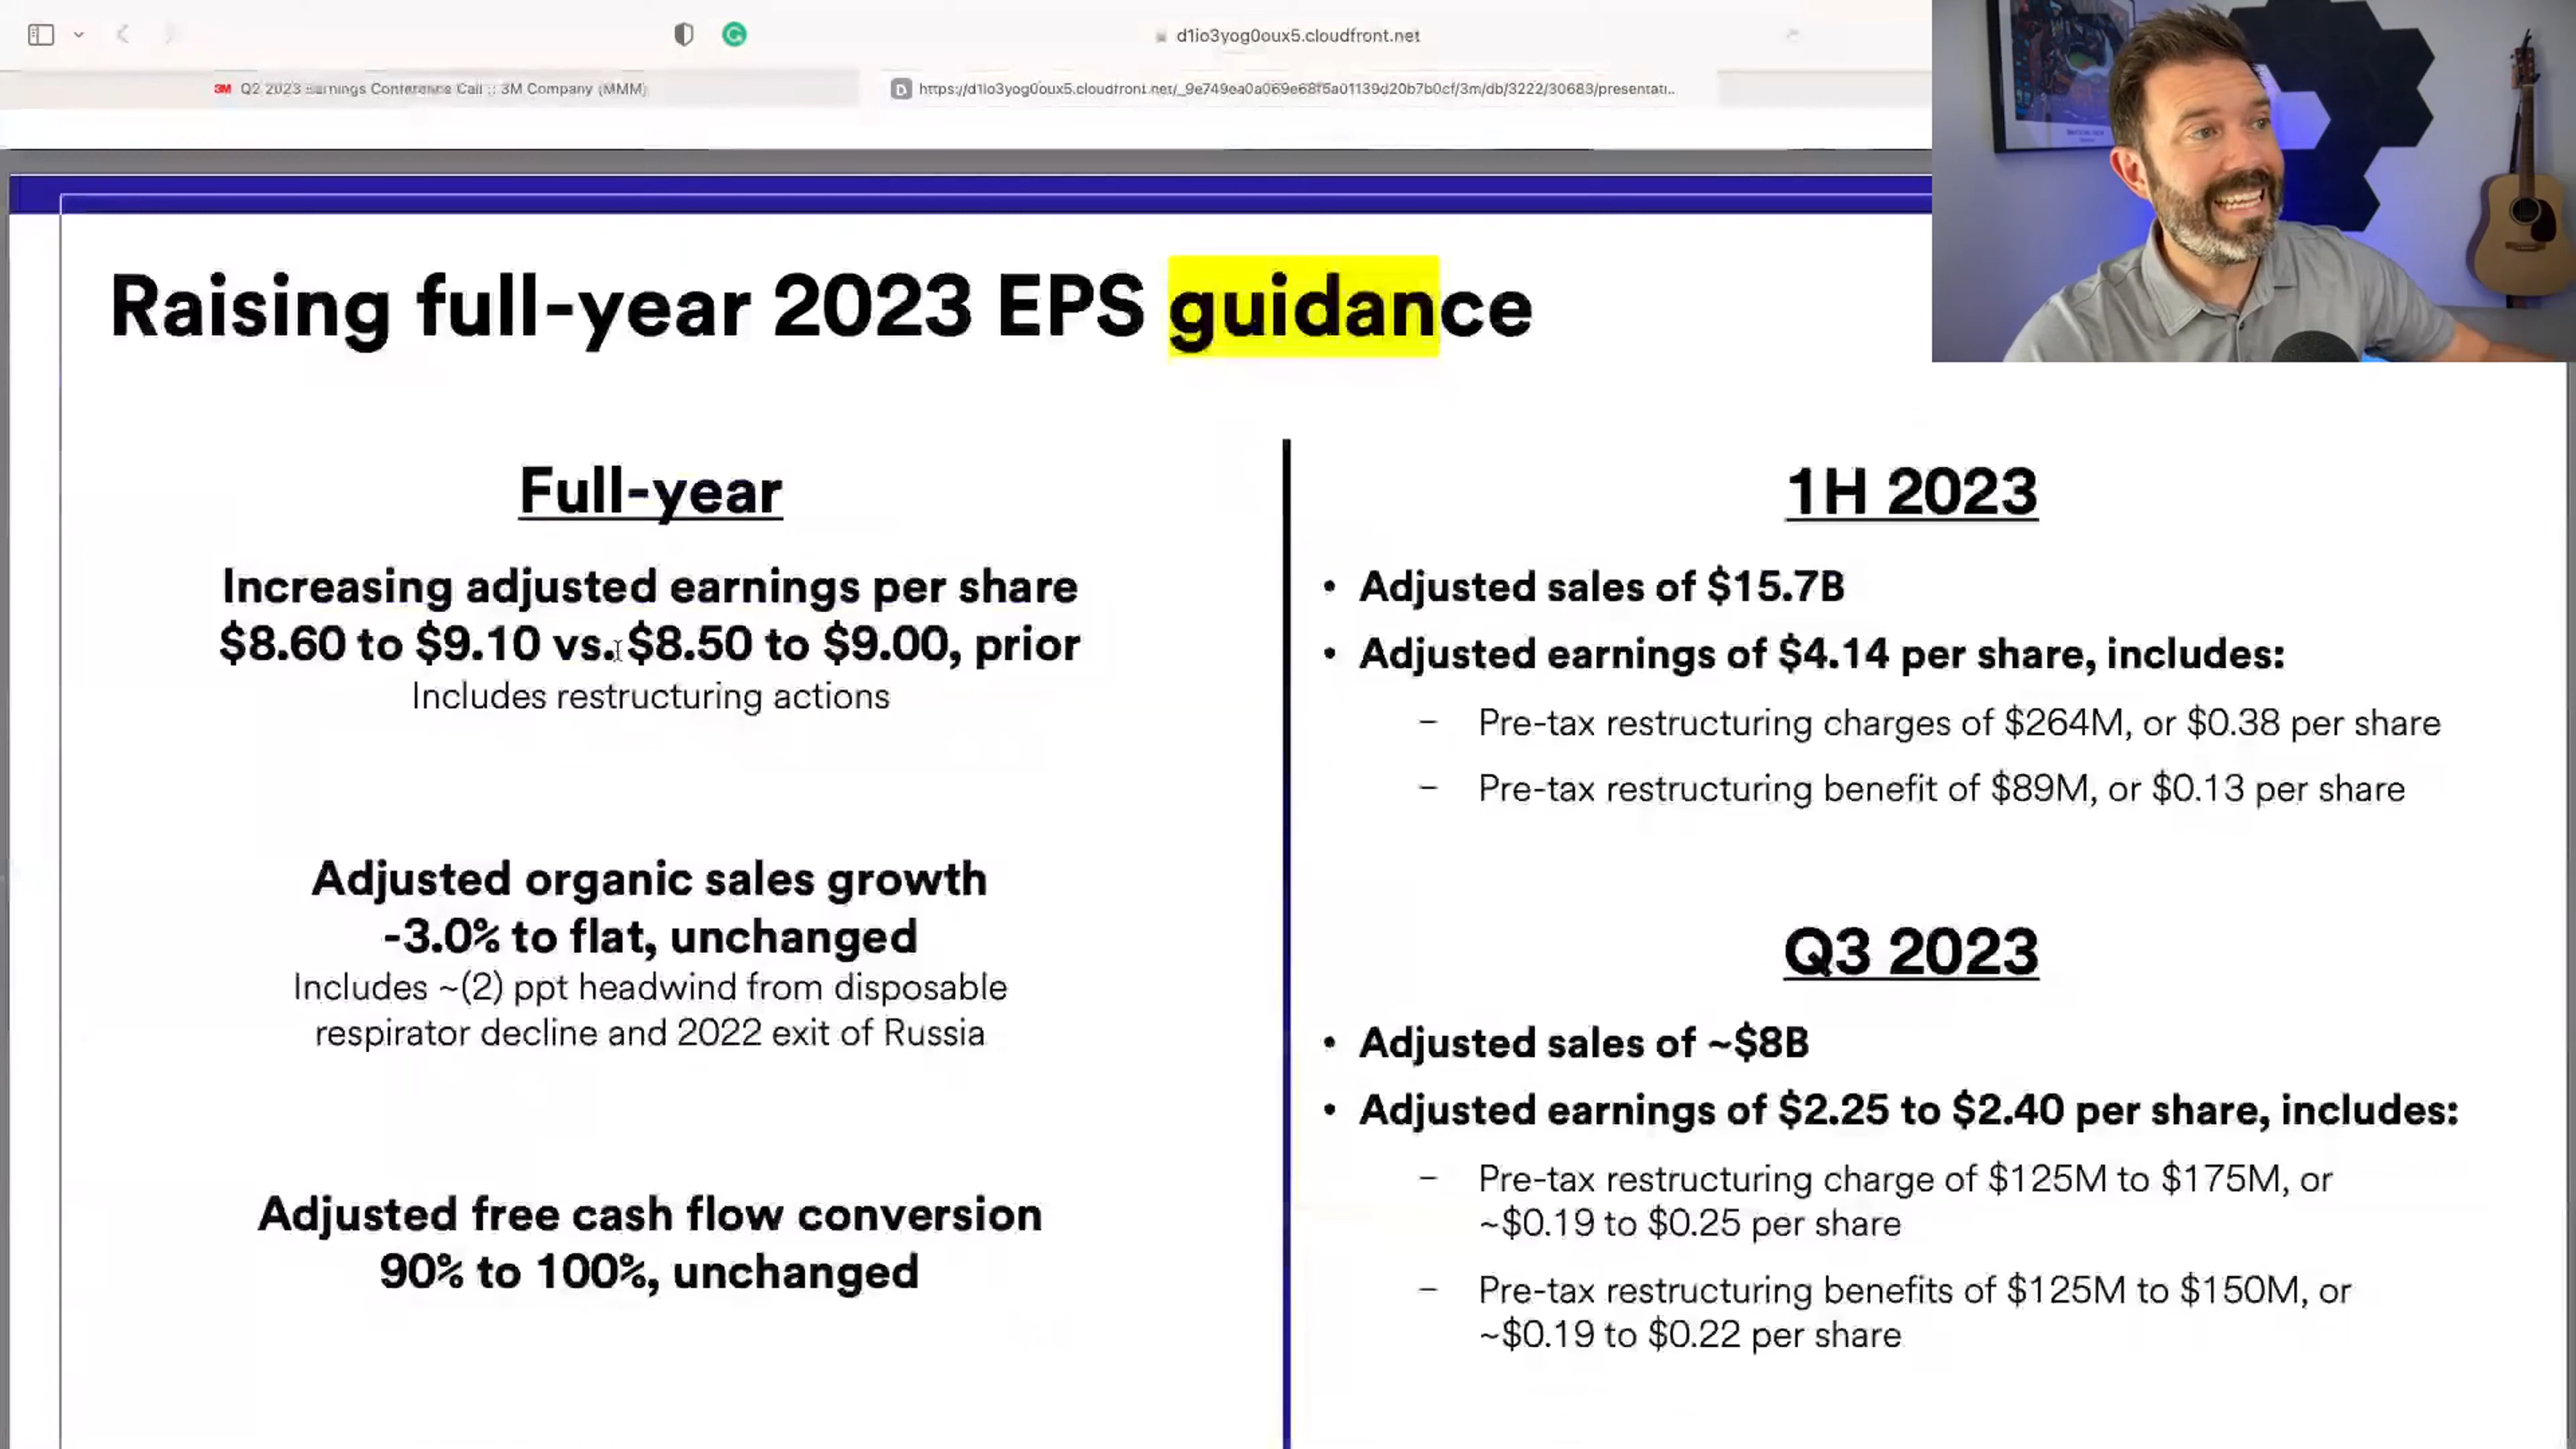 d1io3yog0oux5.cloudfront.net
3M Q2 2023 Earnings Conference Call :: 3M Company (MMM)
D https://d1io3yog0oux5.cloudfront.net/_9e749ea0a069e68f5a01139d20b7b0cf/3m/db/3222/30683/presentati...
Raising full-year 2023 EPS guidance
Full-year
Increasing adjusted earnings per share
$8.60 to $9.10 vs. $8.50 to $9.00, prior
Includes restructuring actions
Adjusted organic sales growth
-3.0% to flat, unchanged
Includes ~(2) ppt headwind from disposable
respirator decline and 2022 exit of Russia
Adjusted free cash flow conversion
90% to 100%, unchanged
1H 2023
• Adjusted sales of $15.7B
• Adjusted earnings of $4.14 per share, includes:
– Pre-tax restructuring charges of $264M, or $0.38 per share
– Pre-tax restructuring benefit of $89M, or $0.13 per share
Q3 2023
• Adjusted sales of ~$8B
• Adjusted earnings of $2.25 to $2.40 per share, includes:
– Pre-tax restructuring charge of $125M to $175M, or
~$0.19 to $0.25 per share
– Pre-tax restructuring benefits of $125M to $150M, or
~$0.19 to $0.22 per share